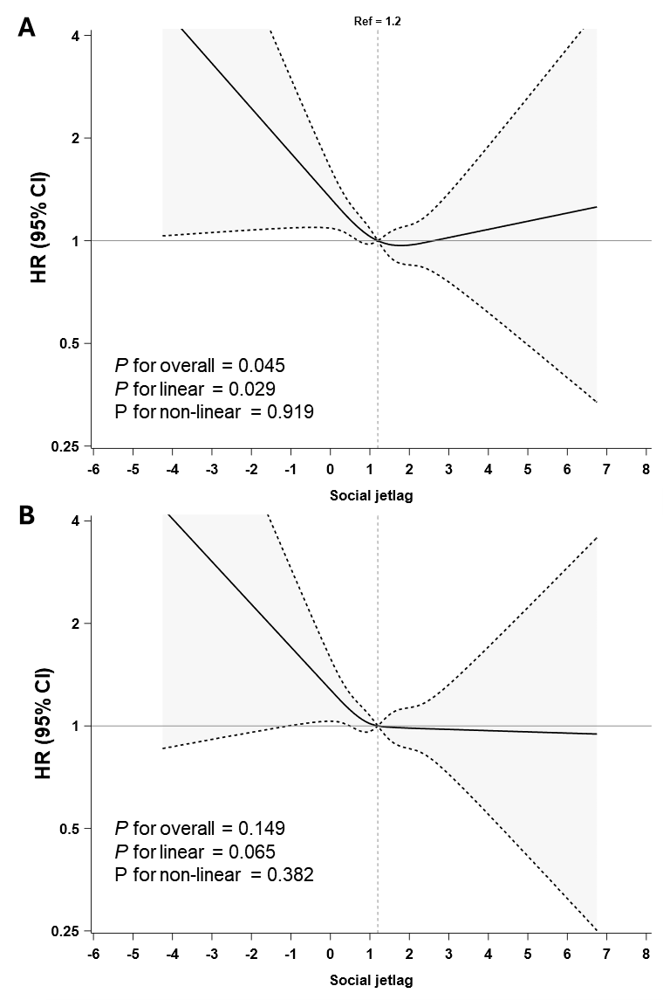 A
Ref = 1.2
4
2
1
0.5
0.25
HR (95% CI)
P for overall = 0.045
P for linear = 0.029
P for non-linear = 0.919
-6 -5 -4 -3 -2 -1 0 1 2 3 4 5 6 7 8
Social jetlag
B
4
2
1
0.5
0.25
HR (95% CI)
P for overall = 0.149
P for linear = 0.065
P for non-linear = 0.382
-6 -5 -4 -3 -2 -1 0 1 2 3 4 5 6 7 8
Social jetlag